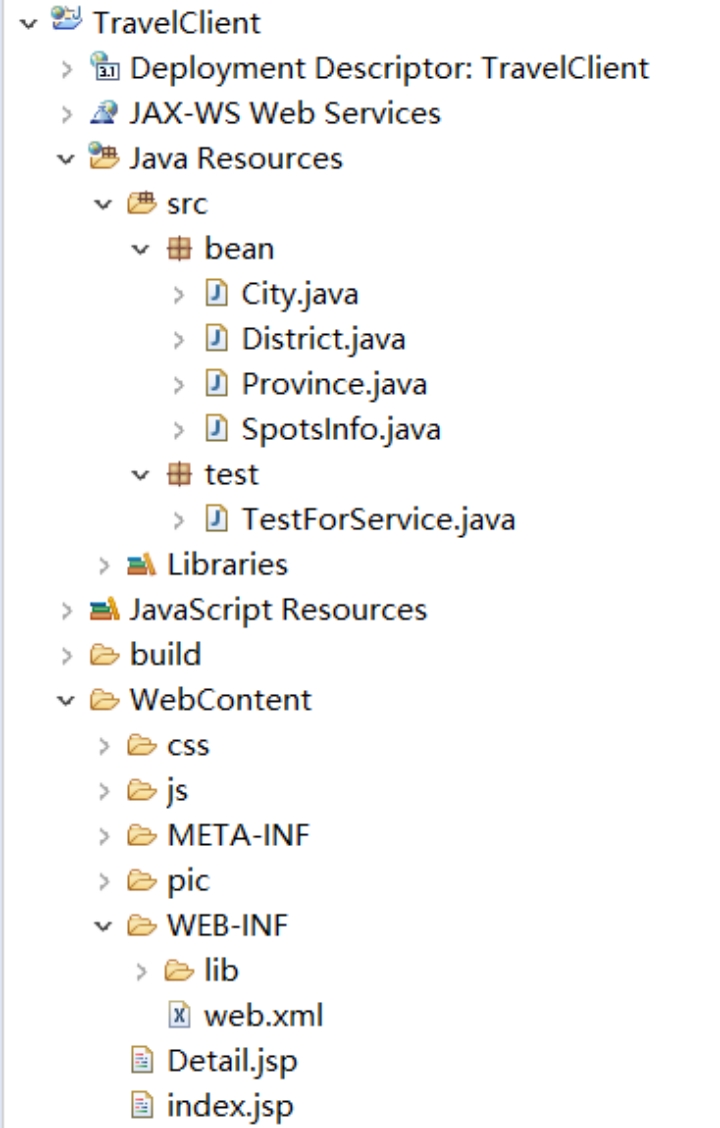 TravelClient
Deployment Descriptor: TravelClient
JAX-WS Web Services
Java Resources
src
bean
City.java
District.java
Province.java
SpotsInfo.java
test
TestForService.java
Libraries
JavaScript Resources
build
WebContent
css
js
META-INF
pic
WEB-INF
lib
web.xml
Detail.jsp
index.jsp